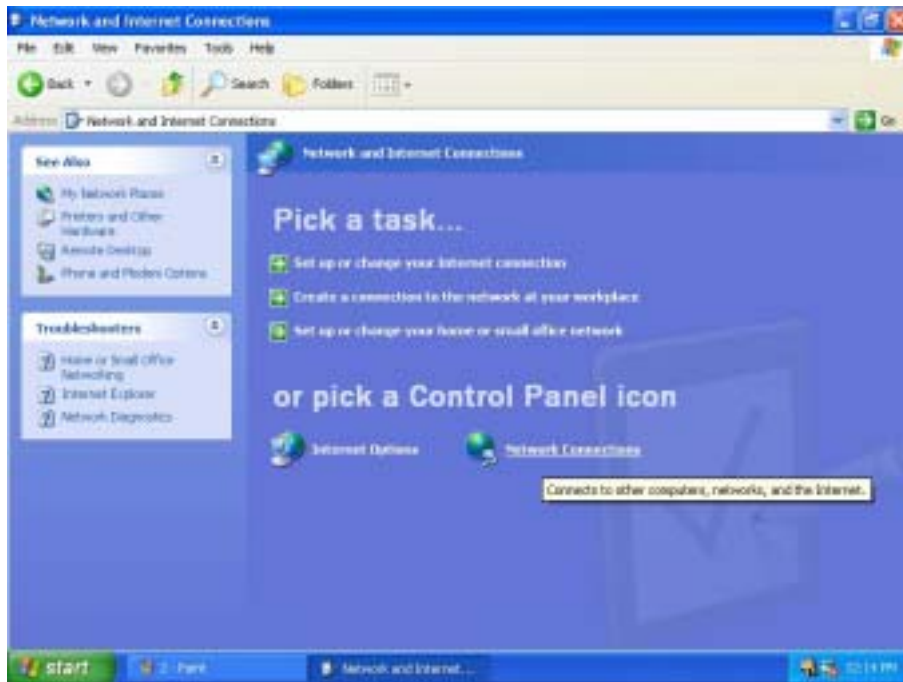 Network and Internet Connections
File Edit View Favorites Tools Help
Back Search Folders
Address Network and Internet Connections Go
See Also
My Network Places
Printers and Other
Hardware
Remote Desktop
Phone and Modem Options
Troubleshooters
Home or Small Office
Networking
Internet Explorer
Network Diagnostics
Network and Internet Connections
Pick a task...
Set up or change your Internet connection
Create a connection to the network at your workplace
Set up or change your home or small office network
or pick a Control Panel icon
Internet Options
Network Connections
Connects to other computers, networks, and the Internet.
start
Paint
Network and Internet...